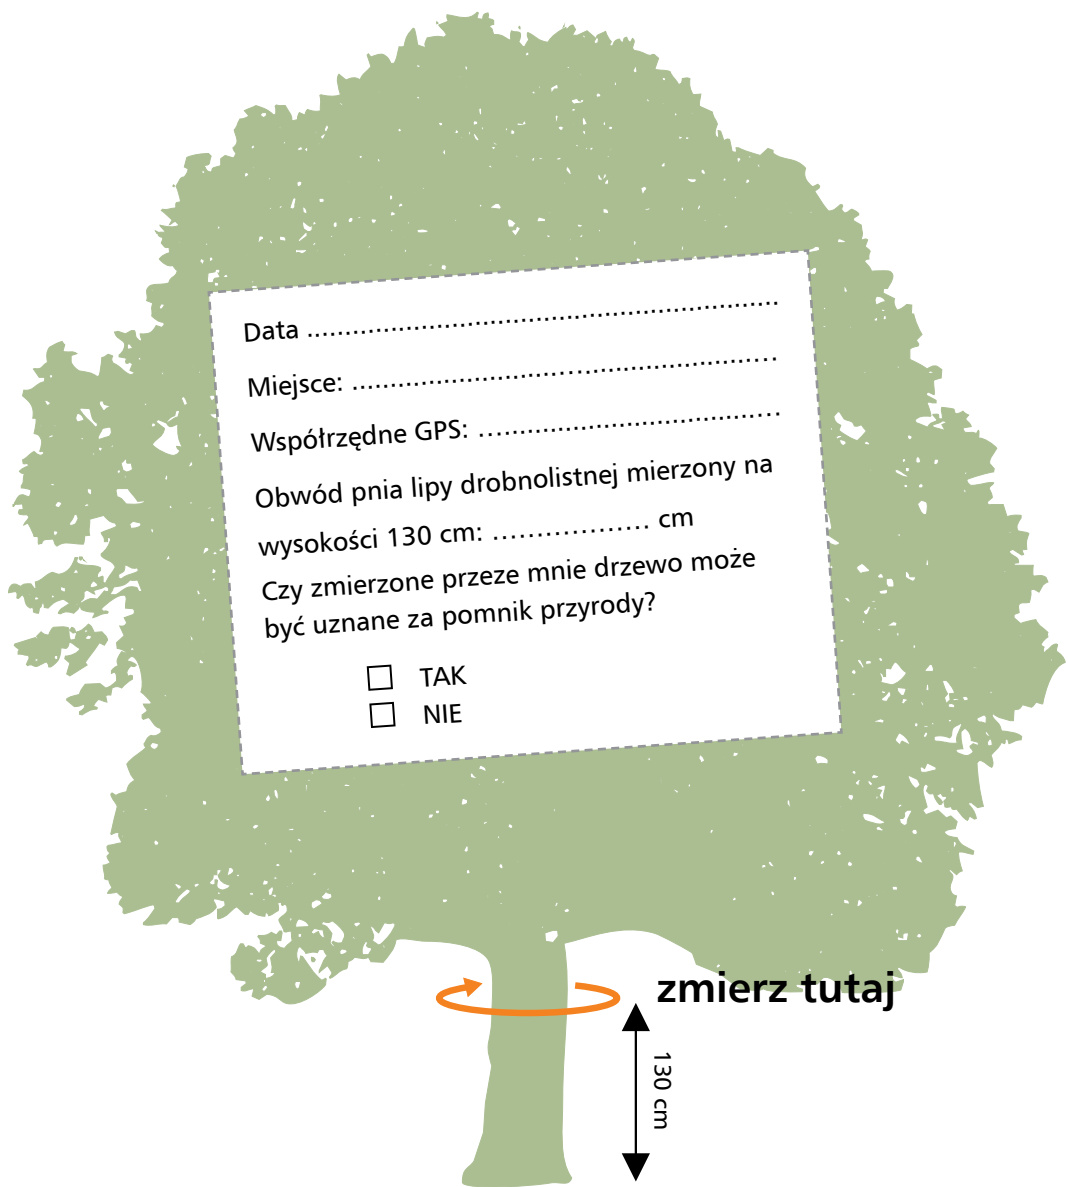 Data ..............................................................
Miejsce: ........................................................
Współrzędne GPS: ........................................
Obwód pnia lipy drobnolistnej mierzony na
wysokości 130 cm: ................. cm
Czy zmierzone przeze mnie drzewo może
być uznane za pomnik przyrody?
☐ TAK
☐ NIE
zmierz tutaj
130 cm